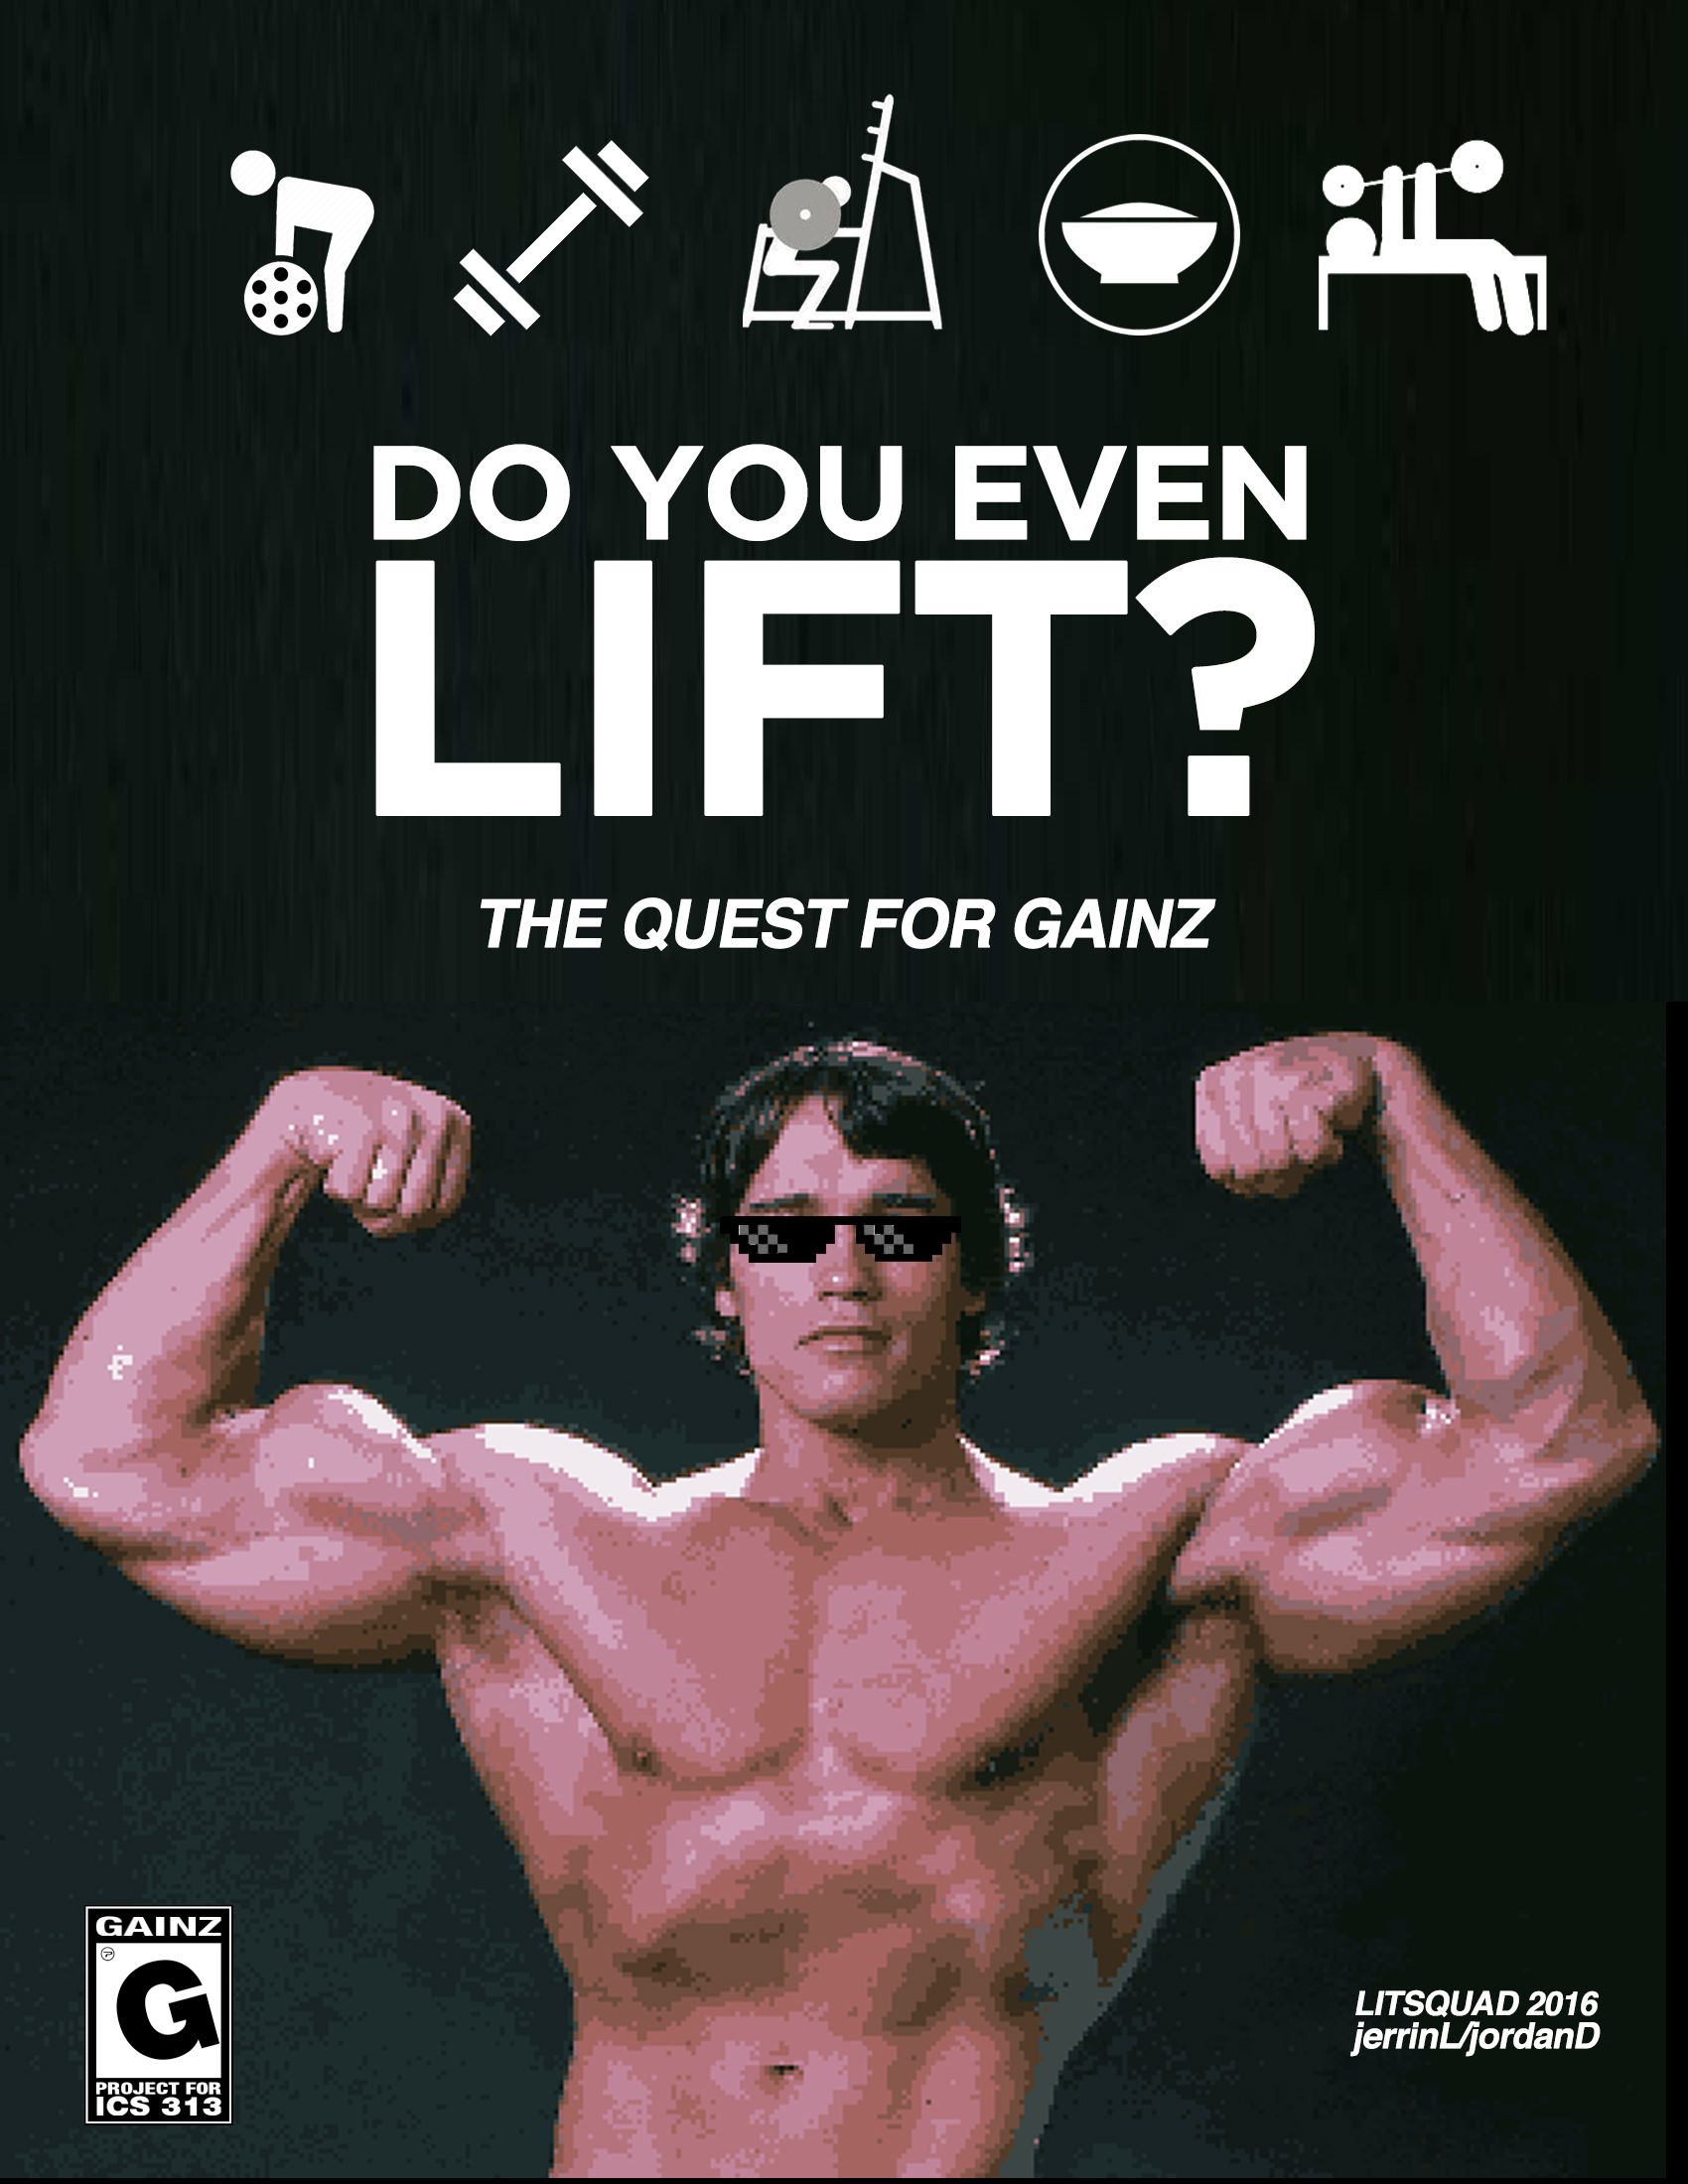 DO YOU EVEN
LIFT?
THE QUEST FOR GAINZ
GAINZ
G
PROJECT FOR
ICS 313
LITSQUAD 2016
jerrinL/jordanD